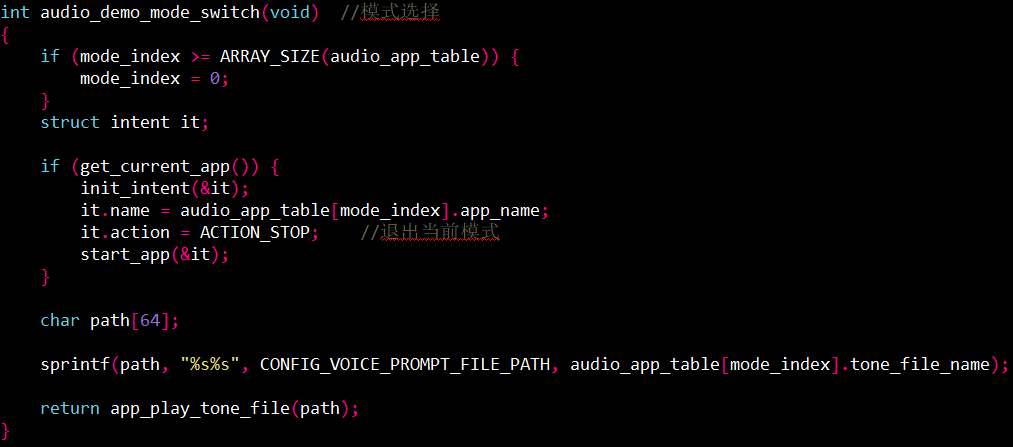 int audio_demo_mode_switch(void)  //模式选择
{
    if (mode_index >= ARRAY_SIZE(audio_app_table)) {
        mode_index = 0;
    }
    struct intent it;

    if (get_current_app()) {
        init_intent(&it);
        it.name = audio_app_table[mode_index].app_name;
        it.action = ACTION_STOP;    //退出当前模式
        start_app(&it);
    }

    char path[64];

    sprintf(path, "%s%s", CONFIG_VOICE_PROMPT_FILE_PATH, audio_app_table[mode_index].tone_file_name);

    return app_play_tone_file(path);
}